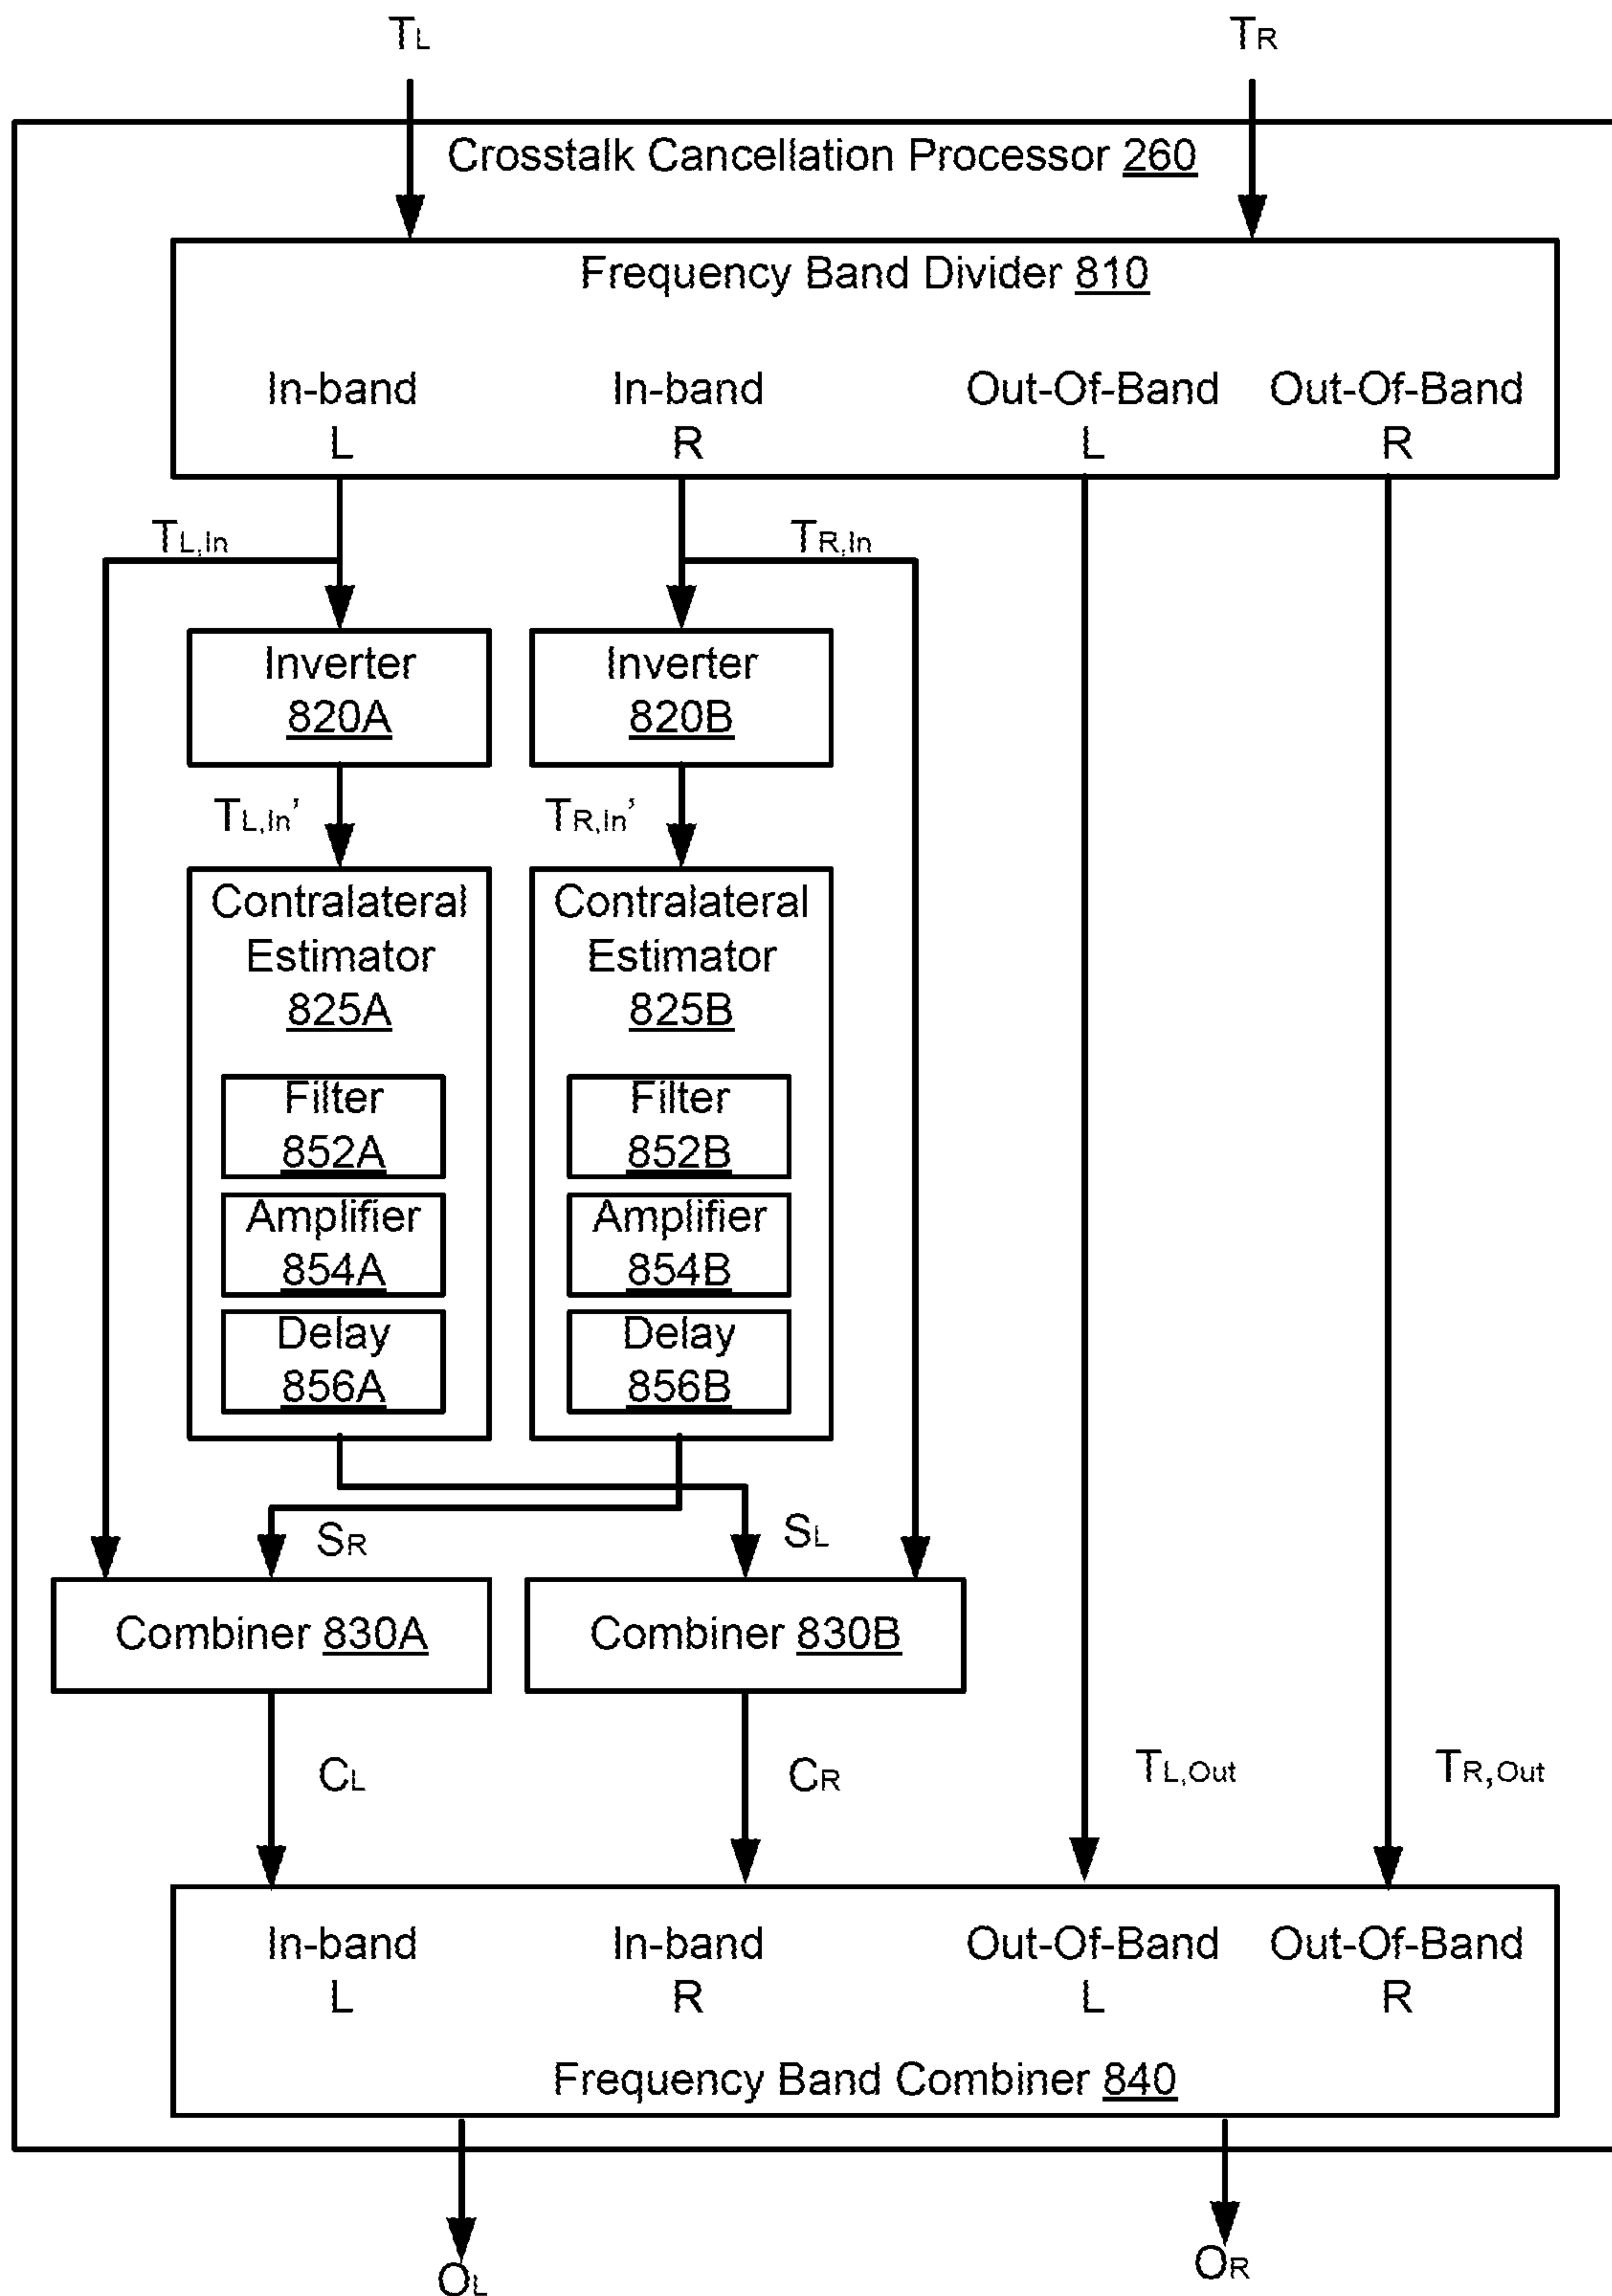 TL
TR
Crosstalk Cancellation Processor 260
Frequency Band Divider 810
In-band
L
In-band
R
Out-Of-Band
L
Out-Of-Band
R
TL,In
TR,In
Inverter
820A
Inverter
820B
TL,In’
TR,In’
Contralateral
Estimator
825A
Contralateral
Estimator
825B
Filter
852A
Filter
852B
Amplifier
854A
Amplifier
854B
Delay
856A
Delay
856B
SR
SL
Combiner 830A
Combiner 830B
CL
CR
TL,Out
TR,Out
In-band
L
In-band
R
Out-Of-Band
L
Out-Of-Band
R
Frequency Band Combiner 840
OL
OR